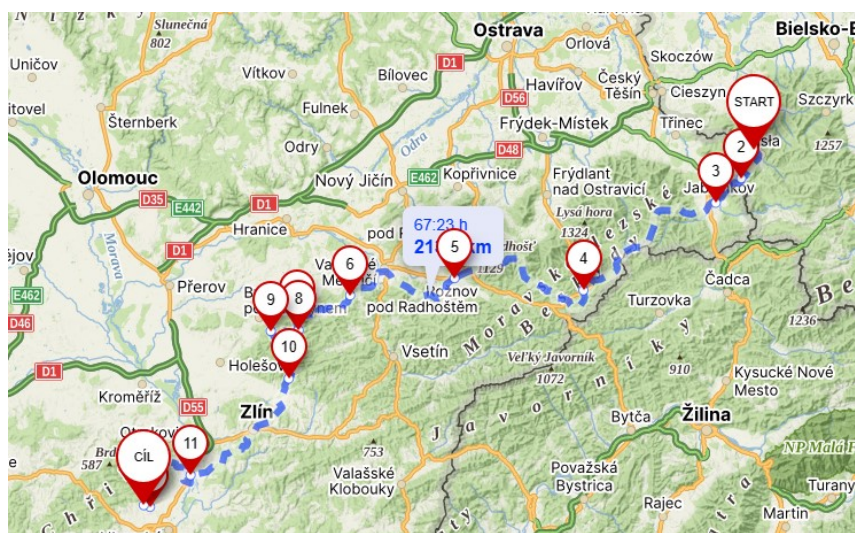 Slunečná
802
Uničov
Vítkov
Bílovec
D1
Ostrava
Orlová
Bielsko-B
Skoczów
Šternberk
Fulnek
Odra
D56
Havířov
Český
Těšín
Cieszyn
START
Szczyrk
Odry
D48
Frýdek-Místek
Třinec
1257
2
Olomouc
D35
E442
Nový Jičín
E462
Kopřivnice
Frýdlant
nad Ostravicí
3
D1
Hranice
D1
67:23 h
km
5
Lysá hora
1324
4
Morava
Přerov
6
1129
Čadca
E462
D46
9
8
pod Radhoštěm
Turzovka
1236
10
Holešov
Vsetín
Veľký Javorník
1072
910
D1
Kroměříž
D55
Zlín
Kysucké Nové
Mesto
Bytča
Žilina
CÍL
11
587
753
Javorníky
NP Malá F
Valašské
Klobouky
Považská
Bystrica
Rajec
Turany
Martin